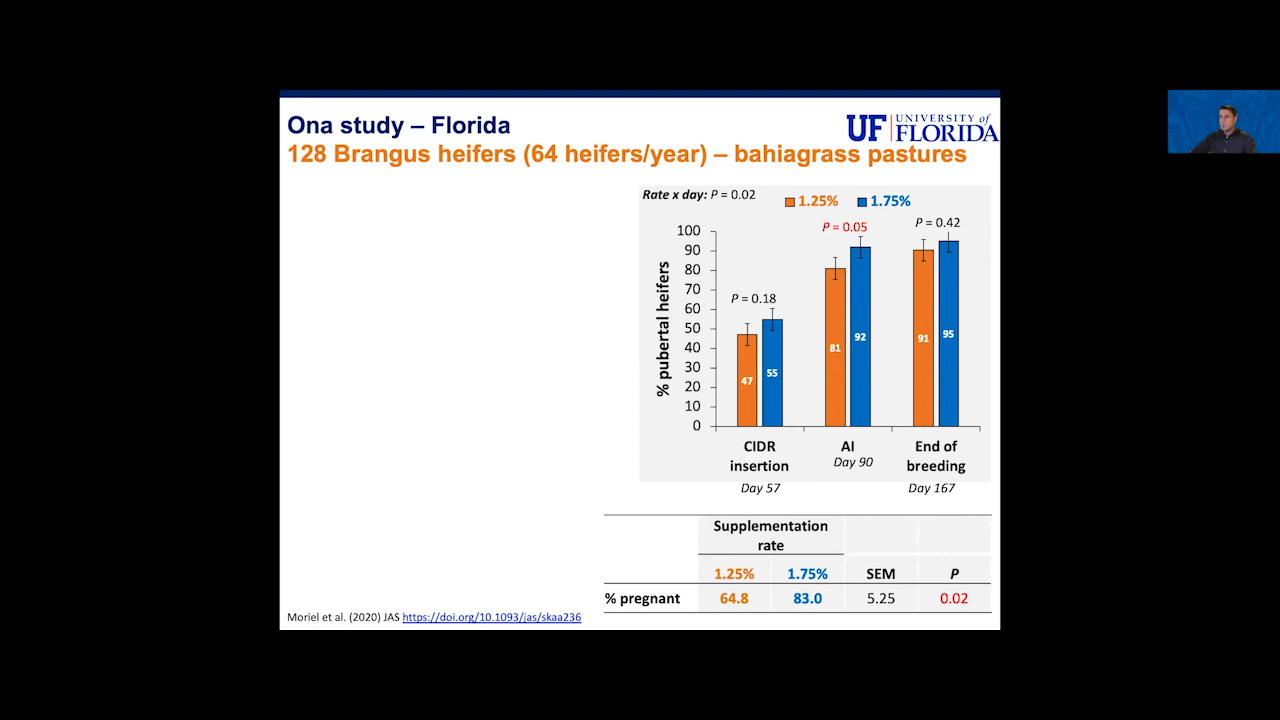 Ona study – Florida
128 Brangus heifers (64 heifers/year) – bahiagrass pastures
UF UNIVERSITY of
FLORIDA
Rate x day: P = 0.02
1.25% 1.75%
% pubertal heifers
100
90
80
70
60
50
40
30
20
10
0
P = 0.18
P = 0.05
P = 0.42
47 55
81 92
91 95
CIDR
insertion
Day 57
AI
Day 90
End of
breeding
Day 167
Supplementation
rate
1.25% 1.75% SEM P
% pregnant 64.8 83.0 5.25 0.02
Moriel et al. (2020) JAS https://doi.org/10.1093/jas/skaa236